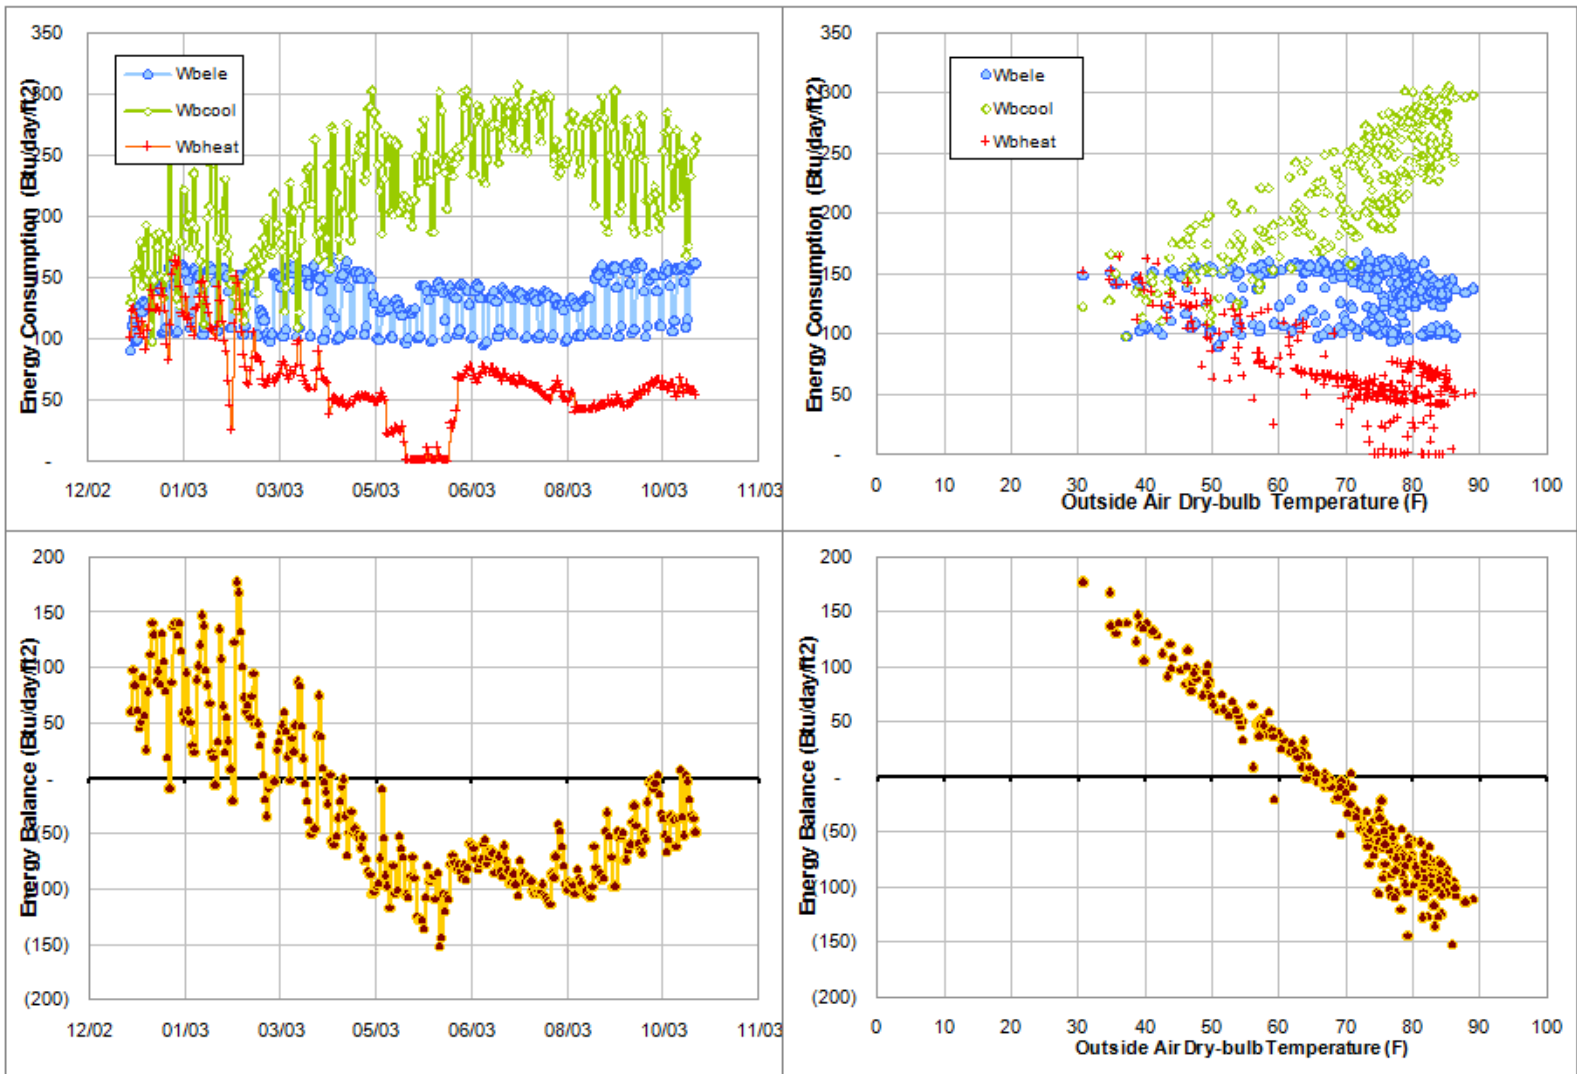 350
300
250
200
150
100
50
-
Energy Consumption (Btu/day/ft2)
Wbele
Wbcool
Wbheat
12/02 01/03 03/03 05/03 06/03 08/03 10/03 11/03
350
300
250
200
150
100
50
-
Energy Consumption (Btu/day/ft2)
Wbele
Wbcool
Wbheat
0 10 20 30 40 50 60 70 80 90 100
Outside Air Dry-bulb Temperature (F)
200
150
100
50
-
(50)
(100)
(150)
(200)
Energy Balance (Btu/day/ft2)
12/02 01/03 03/03 05/03 06/03 08/03 10/03 11/03
200
150
100
50
-
(50)
(100)
(150)
(200)
Energy Balance (Btu/day/ft2)
0 10 20 30 40 50 60 70 80 90 100
Outside Air Dry-bulb Temperature (F)